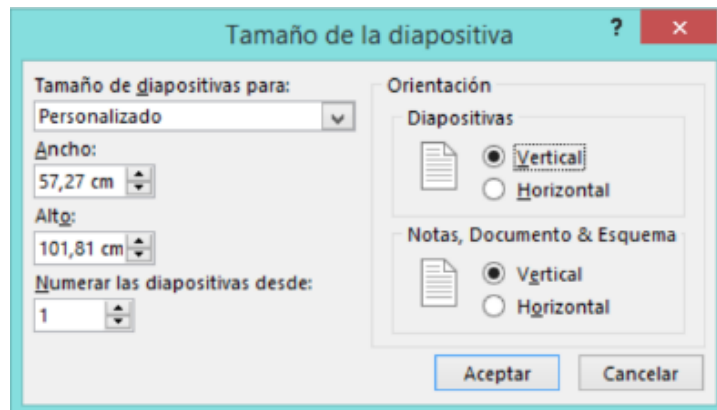 Tamaño de la diapositiva ? ×
Tamaño de diapositivas para:
Personalizado
Ancho:
57,27 cm
Alto:
101,81 cm
Numerar las diapositivas desde:
1
Orientación
Diapositivas
Vertical
Horizontal
Notas, Documento & Esquema
Vertical
Horizontal
Aceptar Cancelar